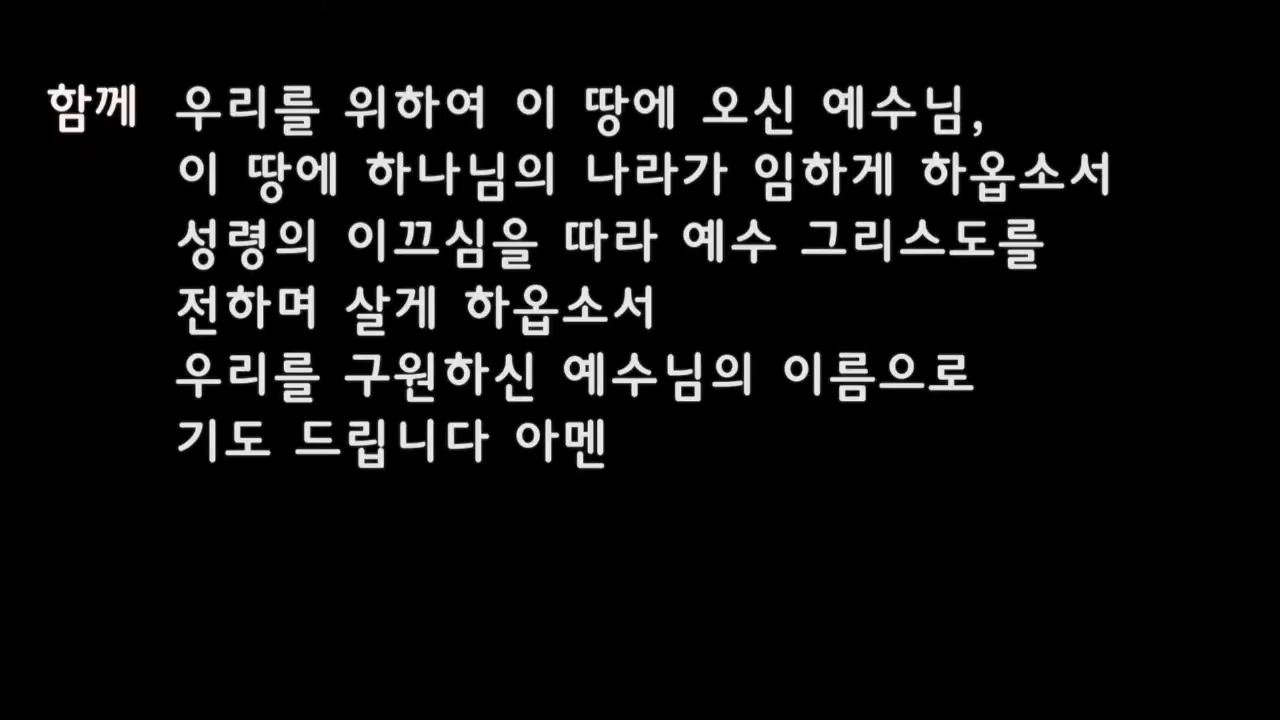 함께 우리를 위하여 이 땅에 오신 예수님,
이 땅에 하나님의 나라가 임하게 하옵소서
성령의 이끄심을 따라 예수 그리스도를
전하며 살게 하옵소서
우리를 구원하신 예수님의 이름으로
기도 드립니다 아멘